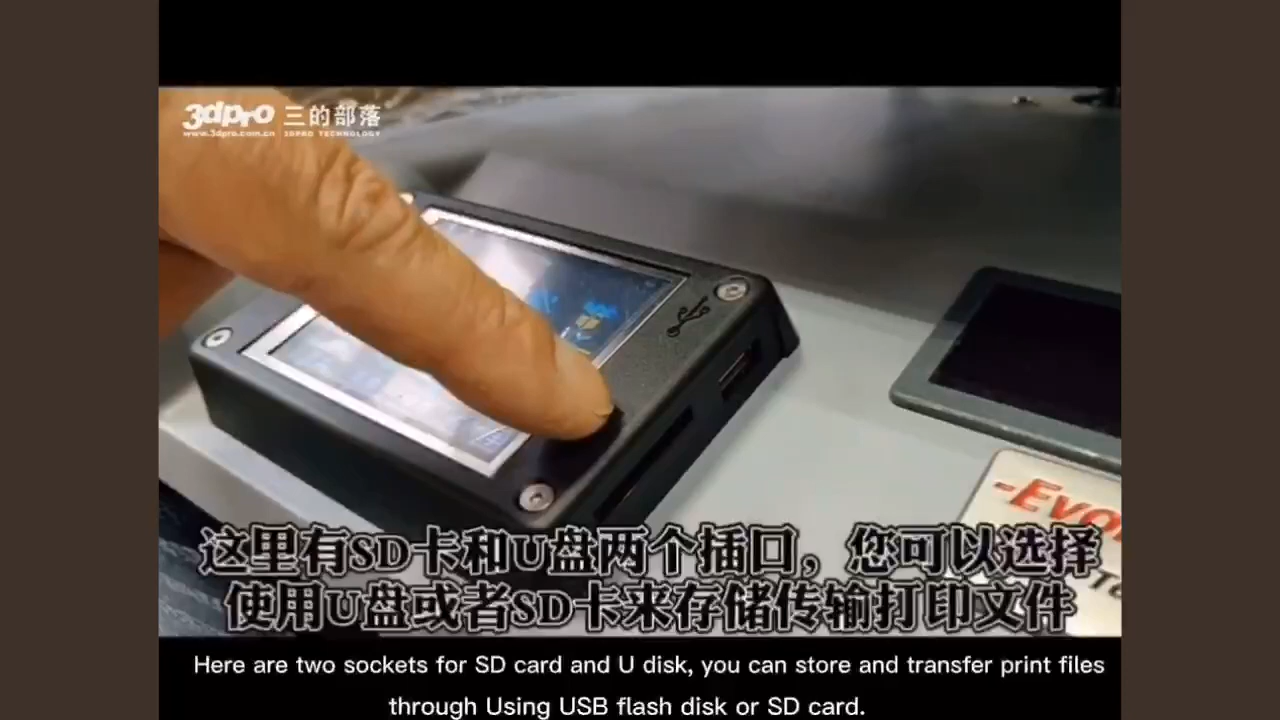 3dpro 三的部落
www.3dpro.com.cn 3DPRO TECHNOLOGY
-Evo
这里有SD卡和U盘两个插口，您可以选择
使用U盘或者SD卡来存储传输打印文件
Here are two sockets for SD card and U disk, you can store and transfer print files
through Using USB flash disk or SD card.